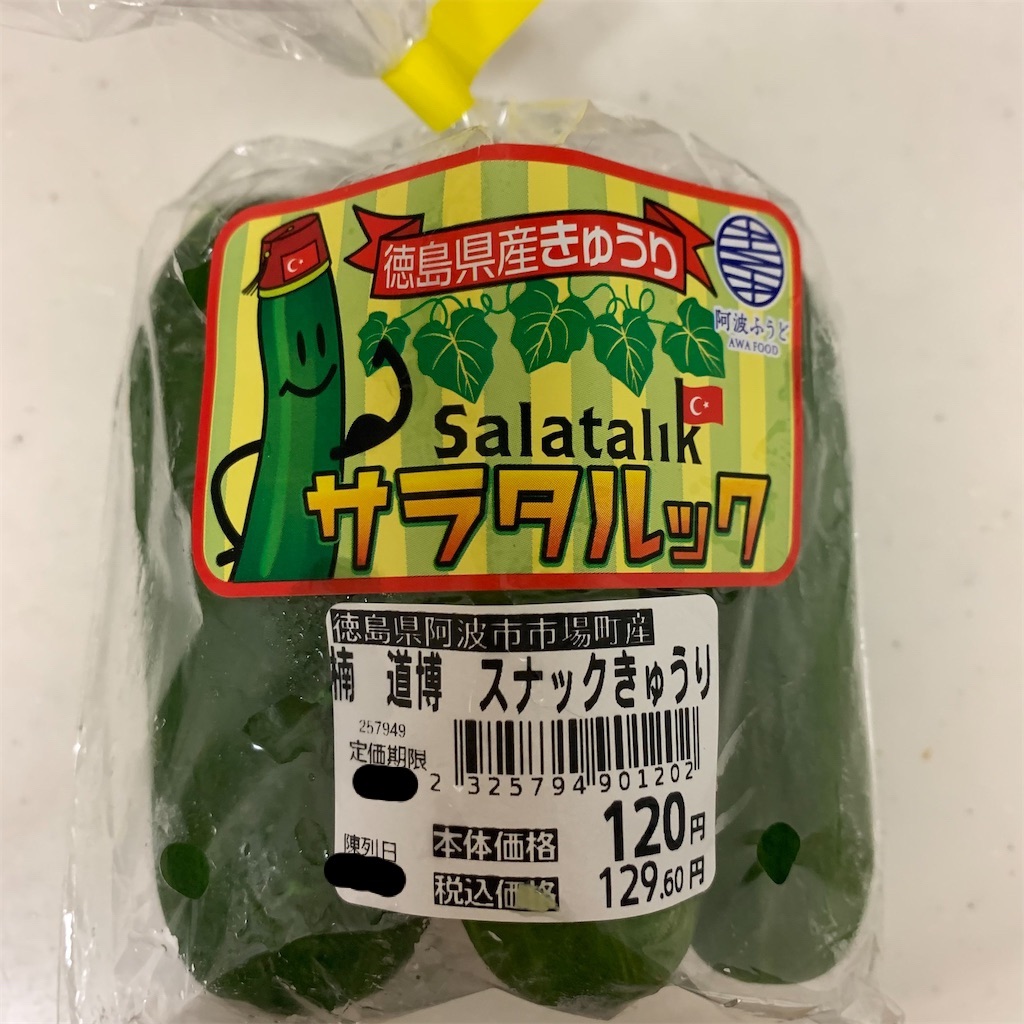 徳島県産きゅうり
阿波ふうど
AWA FOOD
Salatalık
サラタルック
徳島県阿波市市場町産
楠 道博 スナックきゅうり
257949
定価期限
2 325794 901202
陳列日
本体価格 120円
税込価格 129.60円